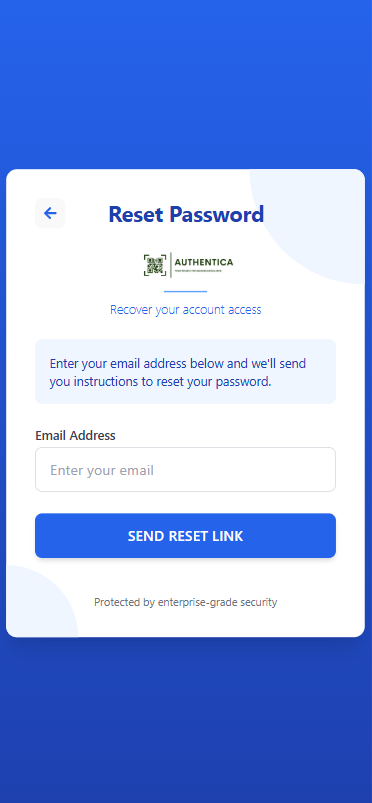 Reset Password
AUTHENTICA
Recover your account access
Enter your email address below and we'll send
you instructions to reset your password.
Email Address
Enter your email
SEND RESET LINK
Protected by enterprise-grade security